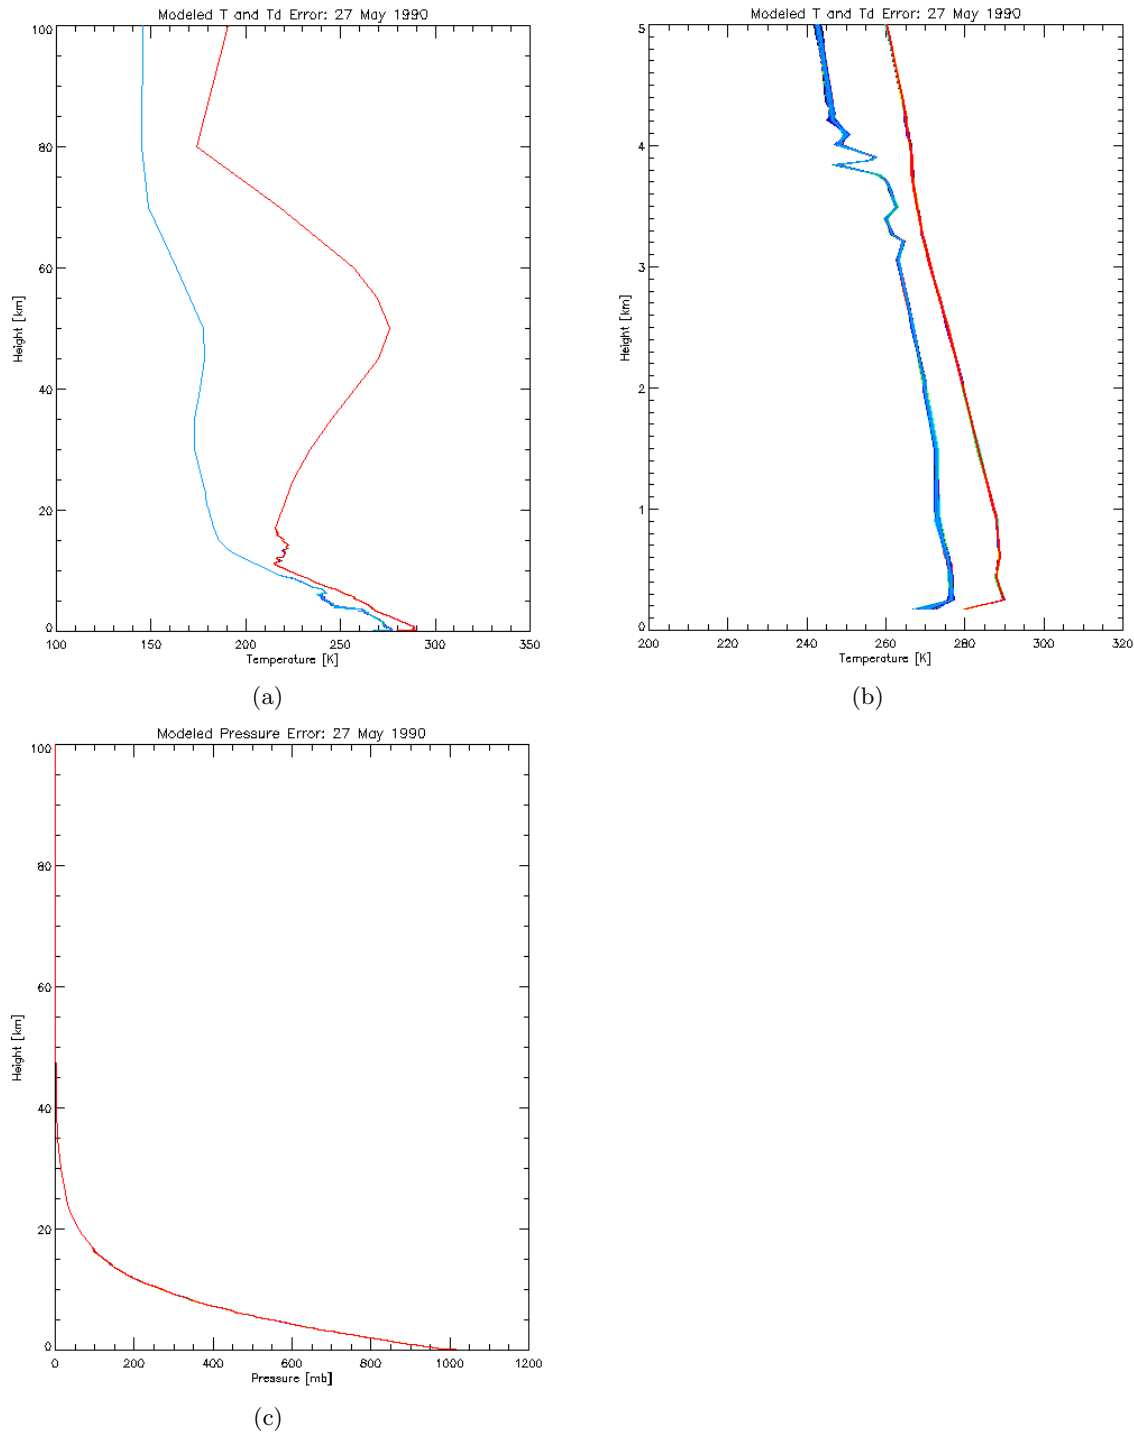 Modeled T and Td Error: 27 May 1990
100
80
60
40
20
0
Height [km]
100 150 200 250 300 350
Temperature [K]
(a)
Modeled T and Td Error: 27 May 1990
5
4
3
2
1
0
Height [km]
200 220 240 260 280 300 320
Temperature [K]
(b)
Modeled Pressure Error: 27 May 1990
100
80
60
40
20
0
Height [km]
0 200 400 600 800 1000 1200
Pressure [mb]
(c)